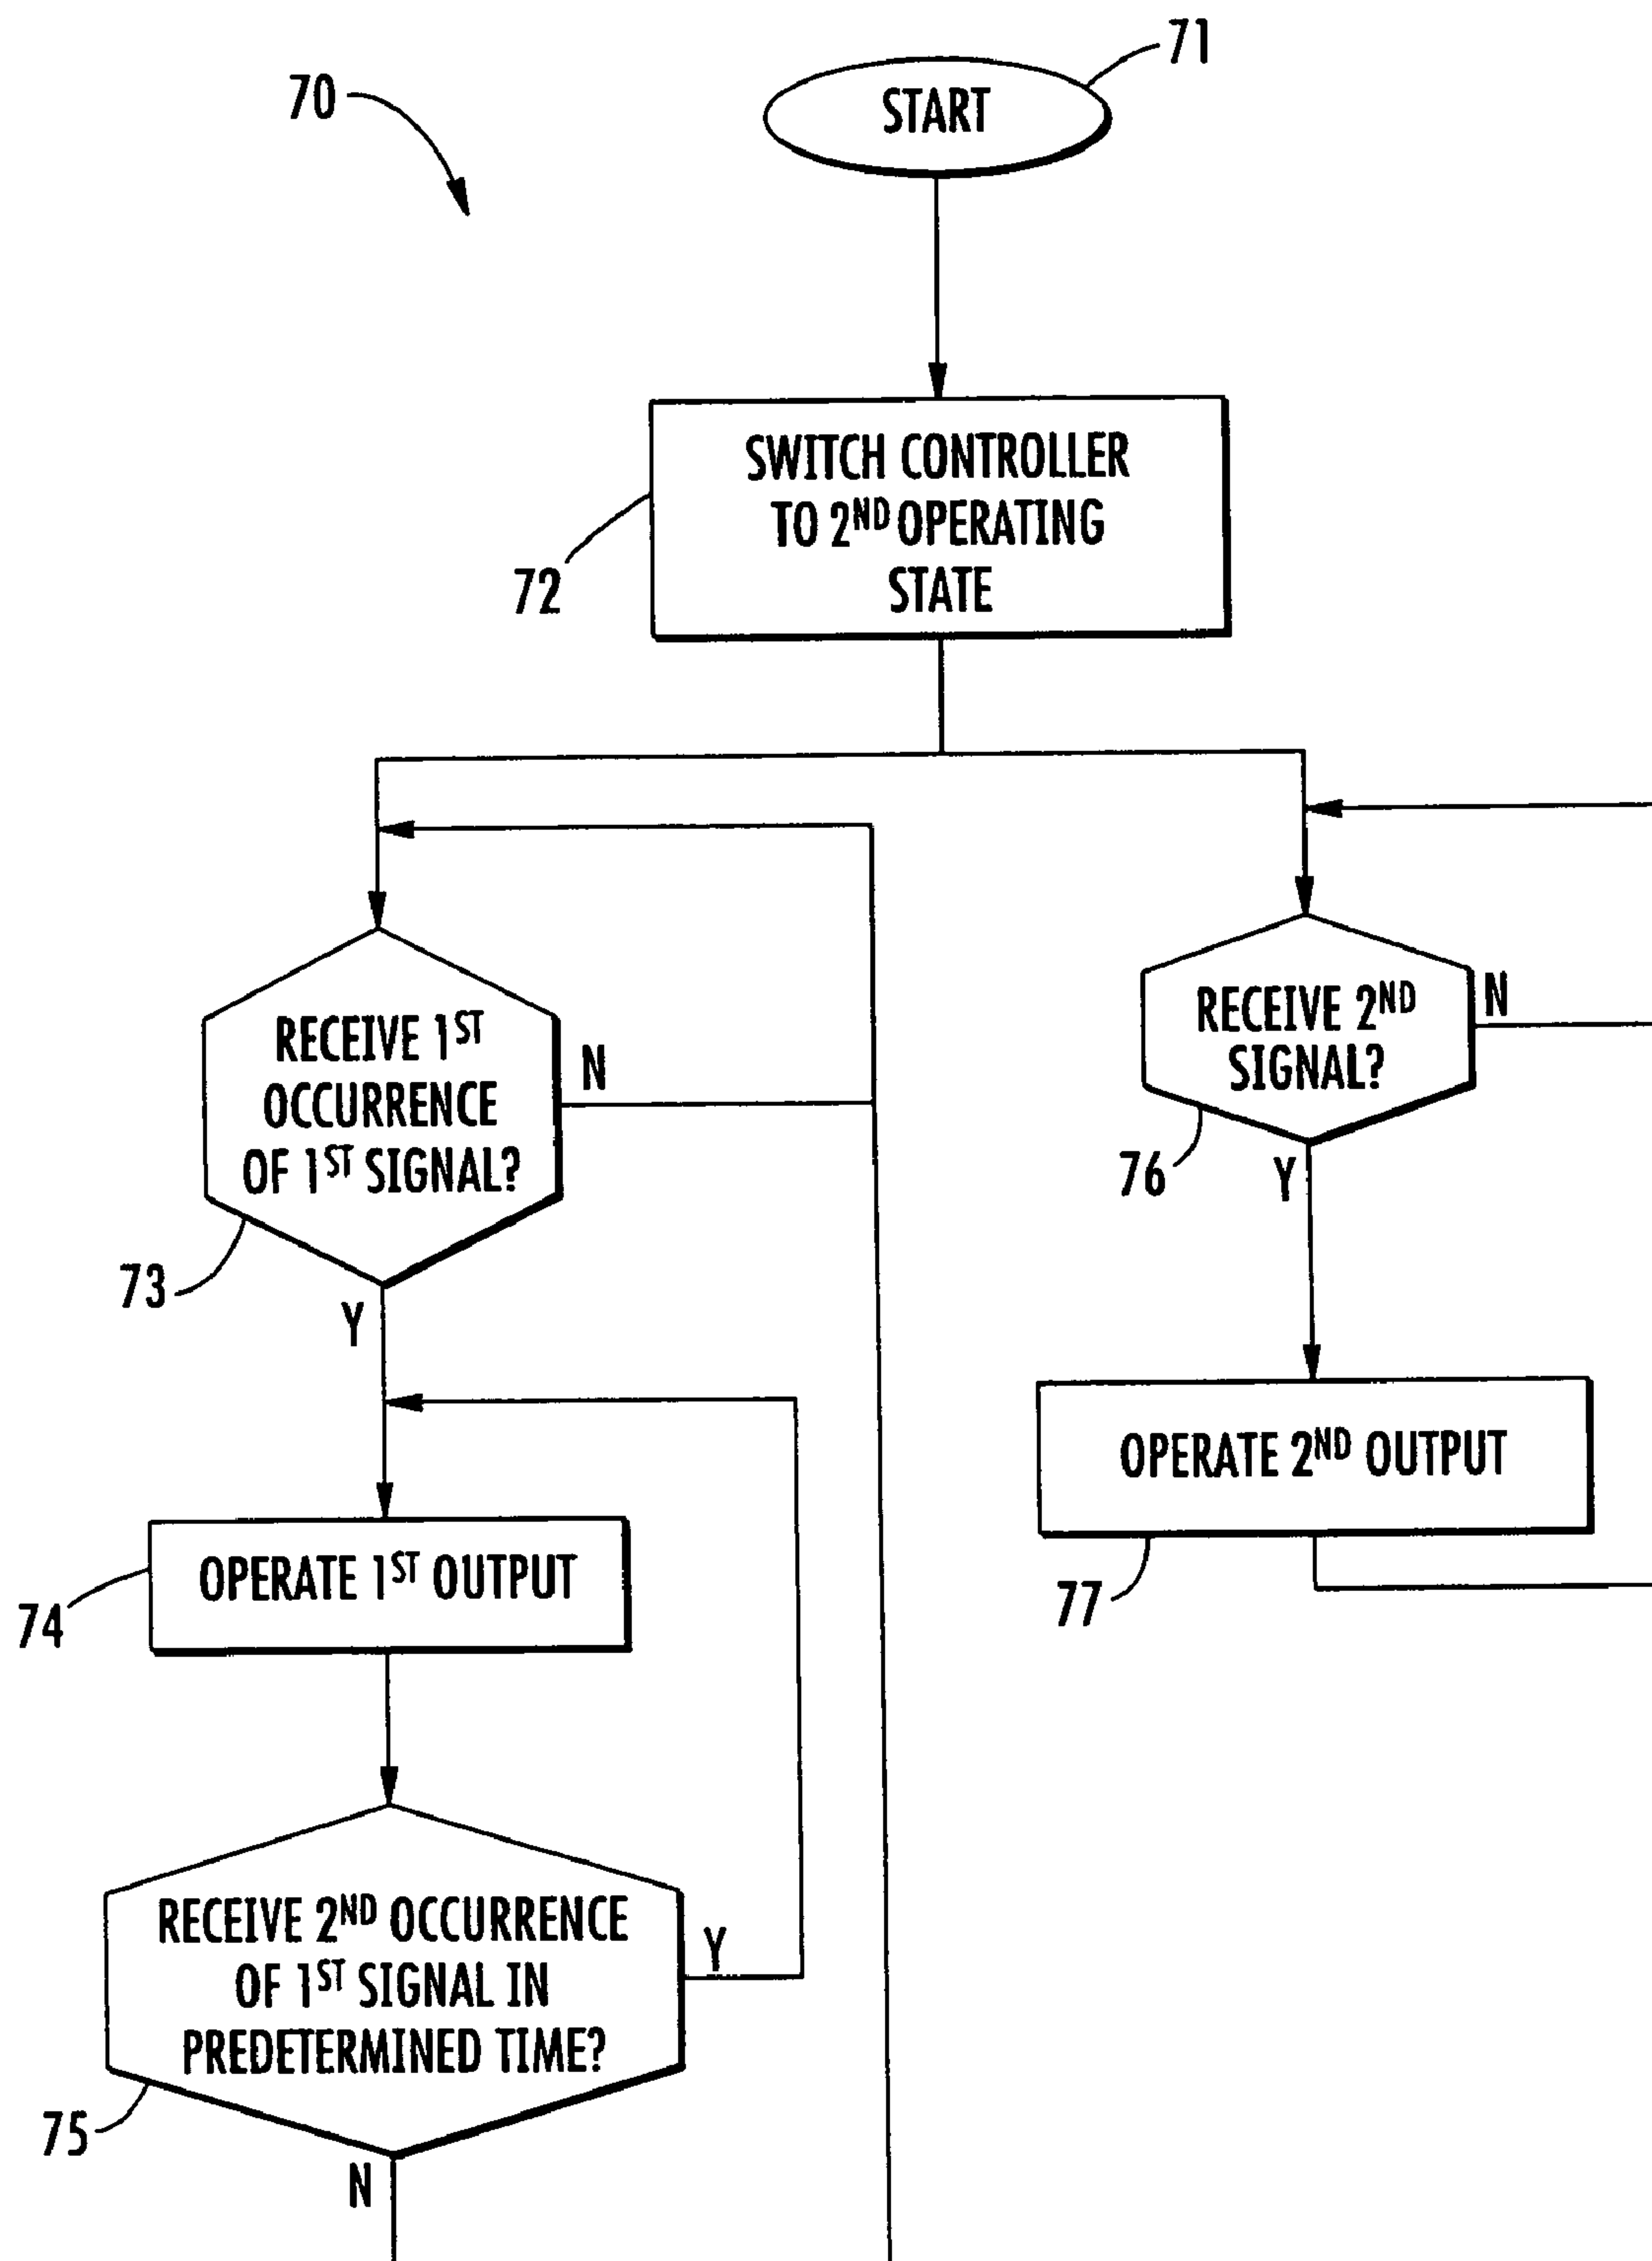 70
71
START
SWITCH CONTROLLER
TO 2ND OPERATING
STATE
72
RECEIVE 1ST
OCCURRENCE
OF 1ST SIGNAL?
N
73
Y
OPERATE 1ST OUTPUT
74
RECEIVE 2ND OCCURRENCE
OF 1ST SIGNAL IN
PREDETERMINED TIME?
Y
75
N
RECEIVE 2ND
SIGNAL?
N
76
Y
OPERATE 2ND OUTPUT
77